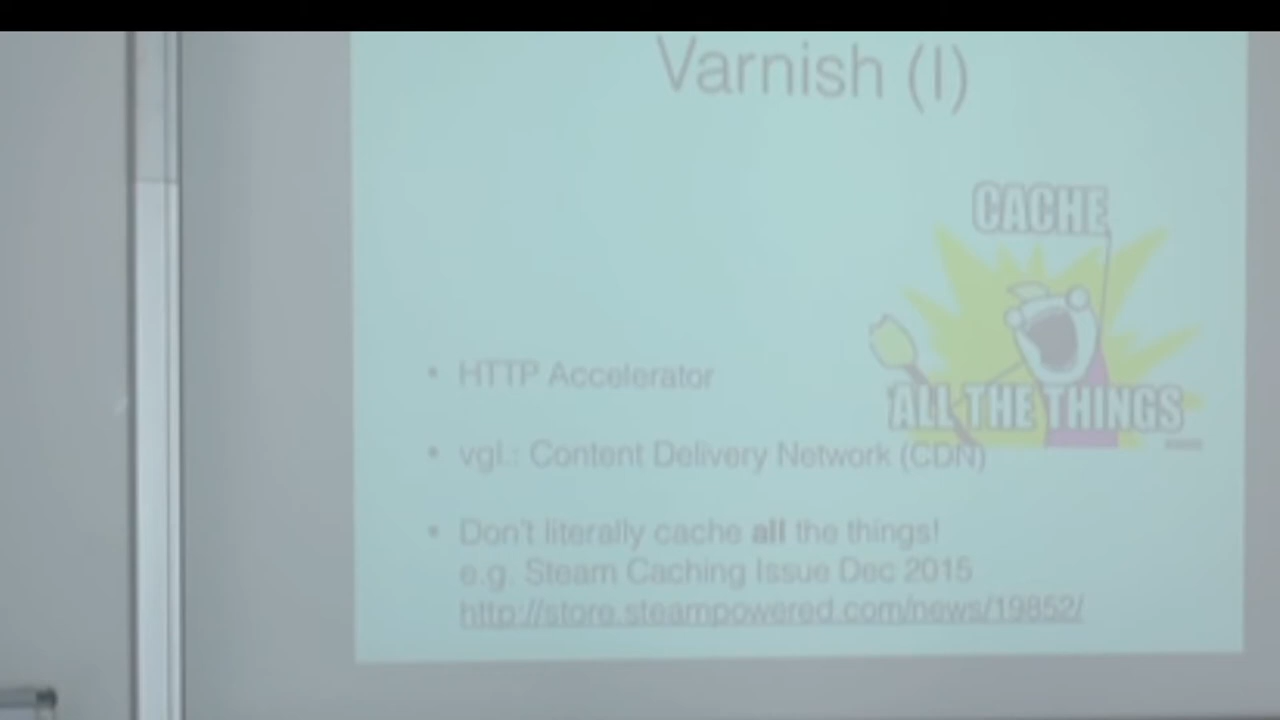 Varnish (I)
CACHE
ALL THE THINGS
• HTTP Accelerator
• vgl.: Content Delivery Network (CDN)
• Don't literally cache all the things!
e.g. Steam Caching Issue Dec 2015
http://store.steampowered.com/news/19852/